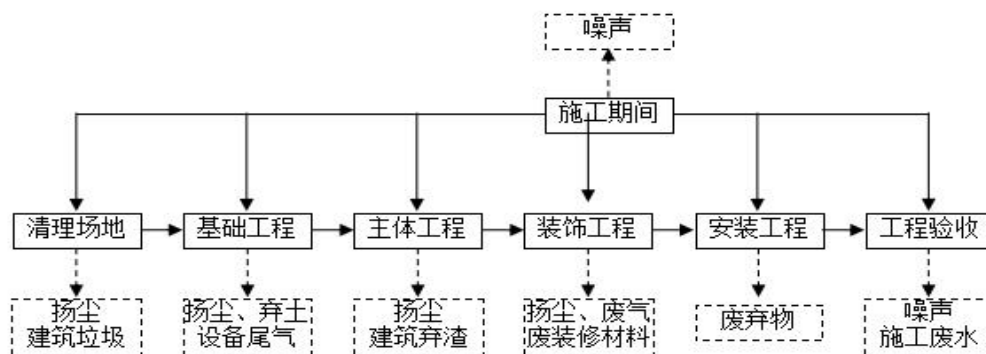 噪声
施工期间
清理场地
基础工程
主体工程
装饰工程
安装工程
工程验收
扬尘
建筑垃圾
扬尘、弃土
设备尾气
扬尘
建筑弃渣
扬尘、废气
废装修材料
废弃物
噪声
施工废水